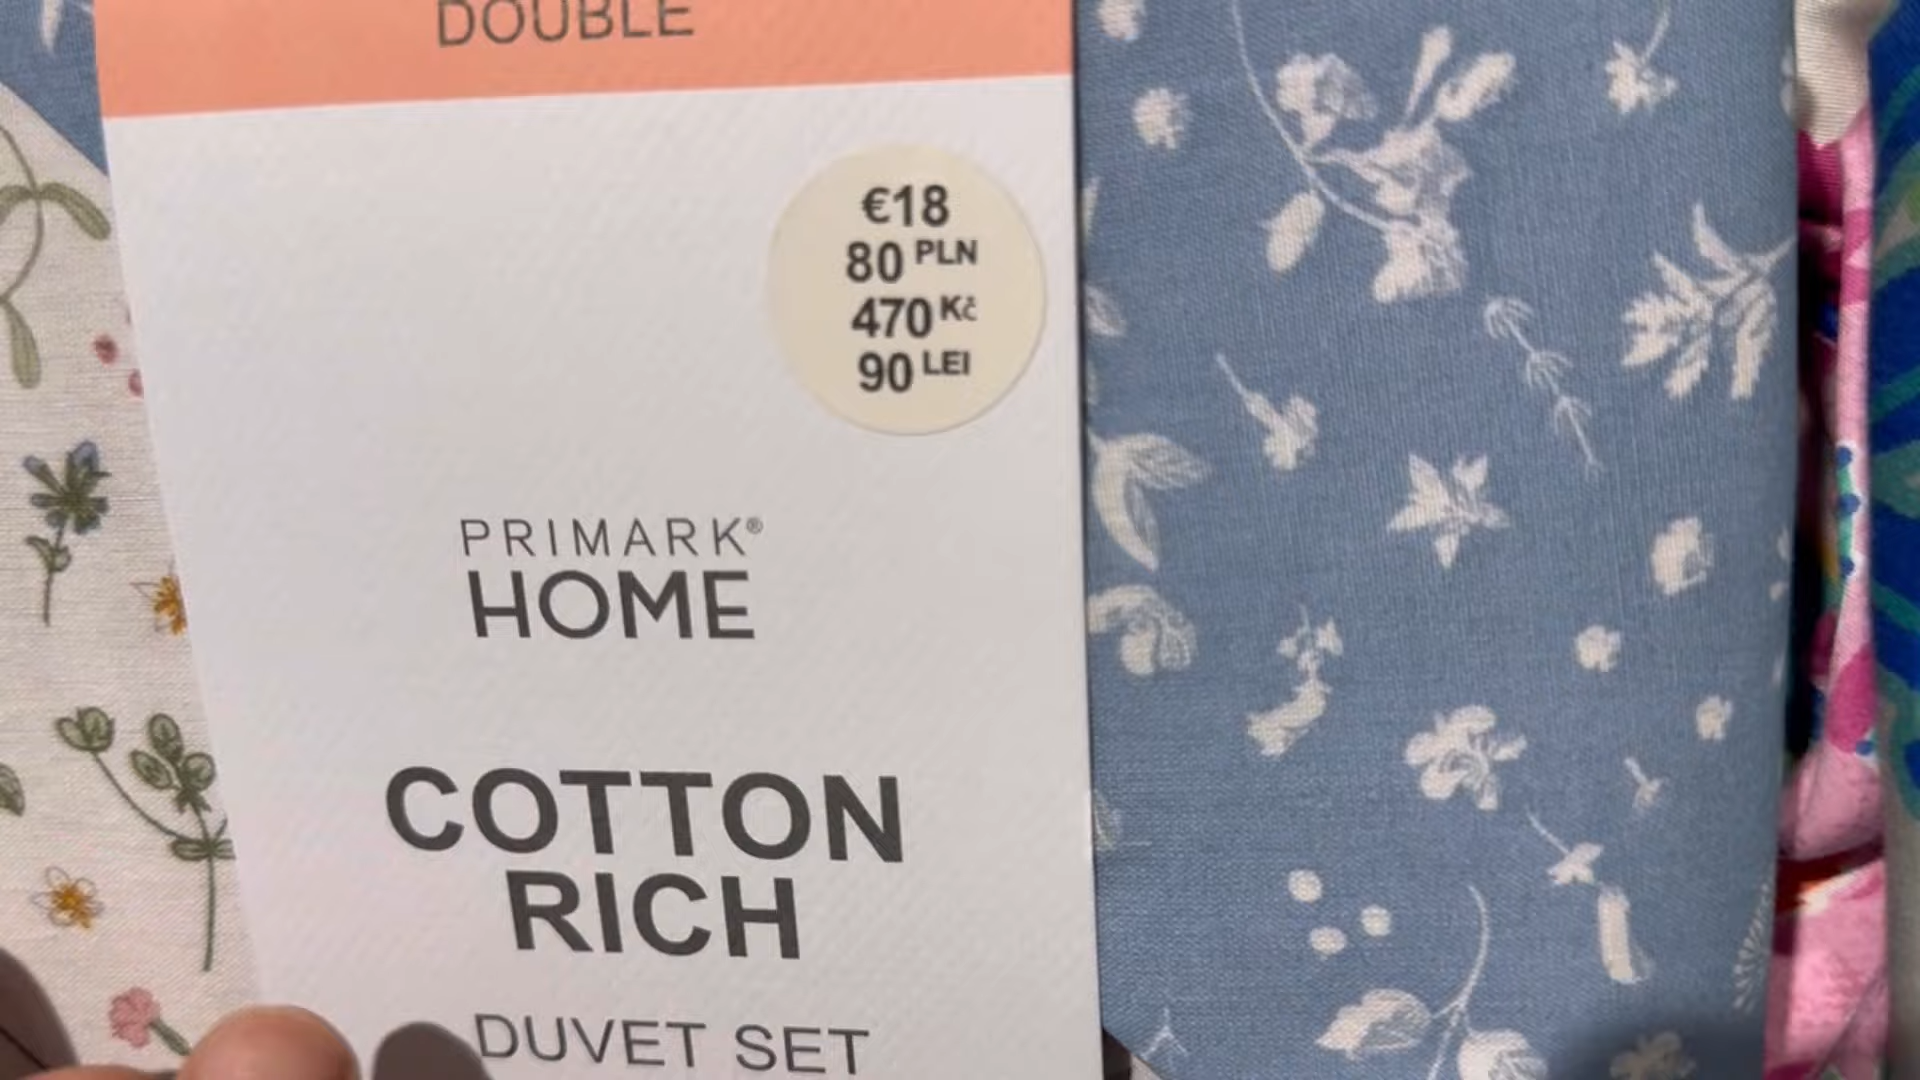 DOUBLE
€18
80 PLN
470 Kč
90 LEI
PRIMARK®
HOME
COTTON
RICH
DUVET SET